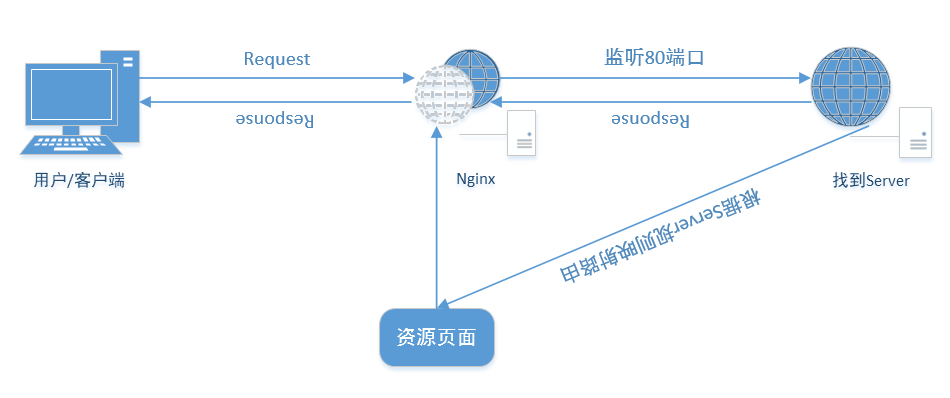 Request
监听80端口
Response
Response
用户/客户端
Nginx
找到Server
根据Server规则映射路由
资源页面